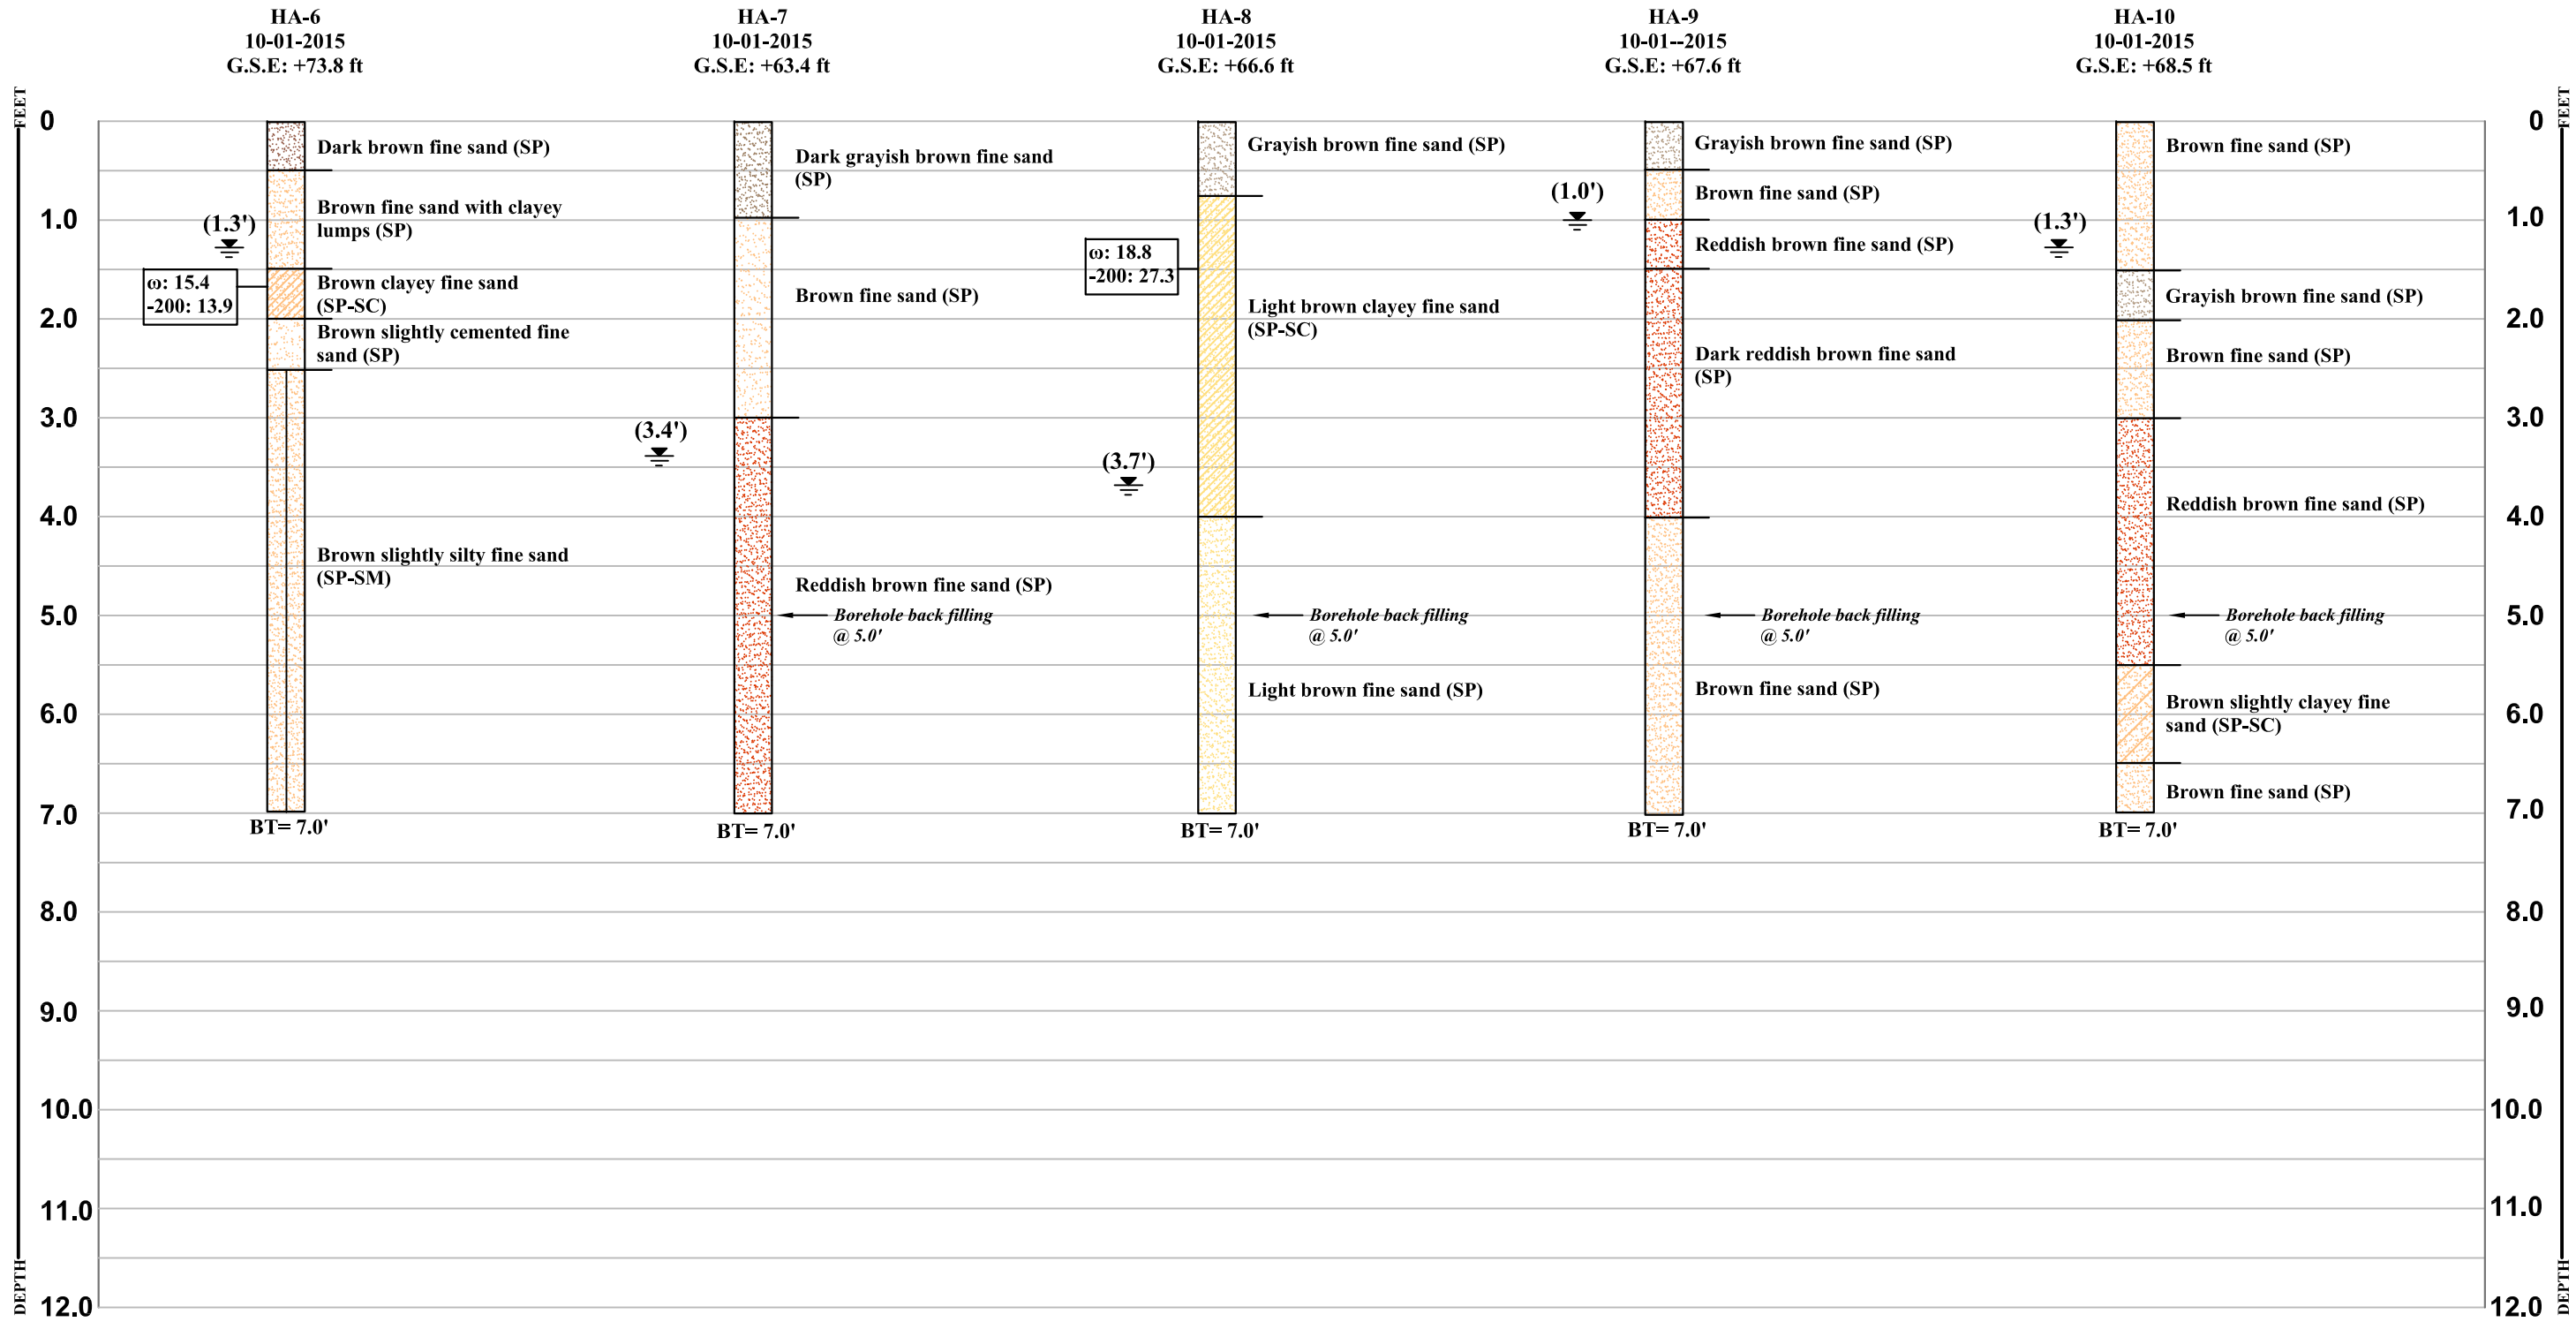 HA-6
10-01-2015
G.S.E: +73.8 ft
HA-7
10-01-2015
G.S.E: +63.4 ft
HA-8
10-01-2015
G.S.E: +66.6 ft
HA-9
10-01--2015
G.S.E: +67.6 ft
HA-10
10-01-2015
G.S.E: +68.5 ft
FEET
0
1.0
2.0
3.0
4.0
5.0
6.0
7.0
8.0
9.0
10.0
11.0
12.0
DEPTH
Dark brown fine sand (SP)
Brown fine sand with clayey
lumps (SP)
(1.3')
ω: 15.4
-200: 13.9
Brown clayey fine sand
(SP-SC)
Brown slightly cemented fine
sand (SP)
Brown slightly silty fine sand
(SP-SM)
BT= 7.0'
Dark grayish brown fine sand
(SP)
Brown fine sand (SP)
(3.4')
Reddish brown fine sand (SP)
Borehole back filling
@ 5.0'
BT= 7.0'
Grayish brown fine sand (SP)
ω: 18.8
-200: 27.3
Light brown clayey fine sand
(SP-SC)
(3.7')
Borehole back filling
@ 5.0'
Light brown fine sand (SP)
BT= 7.0'
Grayish brown fine sand (SP)
Brown fine sand (SP)
(1.0')
Reddish brown fine sand (SP)
Dark reddish brown fine sand
(SP)
Borehole back filling
@ 5.0'
Brown fine sand (SP)
BT= 7.0'
Brown fine sand (SP)
(1.3')
Grayish brown fine sand (SP)
Brown fine sand (SP)
Reddish brown fine sand (SP)
Borehole back filling
@ 5.0'
Brown slightly clayey fine
sand (SP-SC)
Brown fine sand (SP)
BT= 7.0'
FEET
0
1.0
2.0
3.0
4.0
5.0
6.0
7.0
8.0
9.0
10.0
11.0
12.0
DEPTH